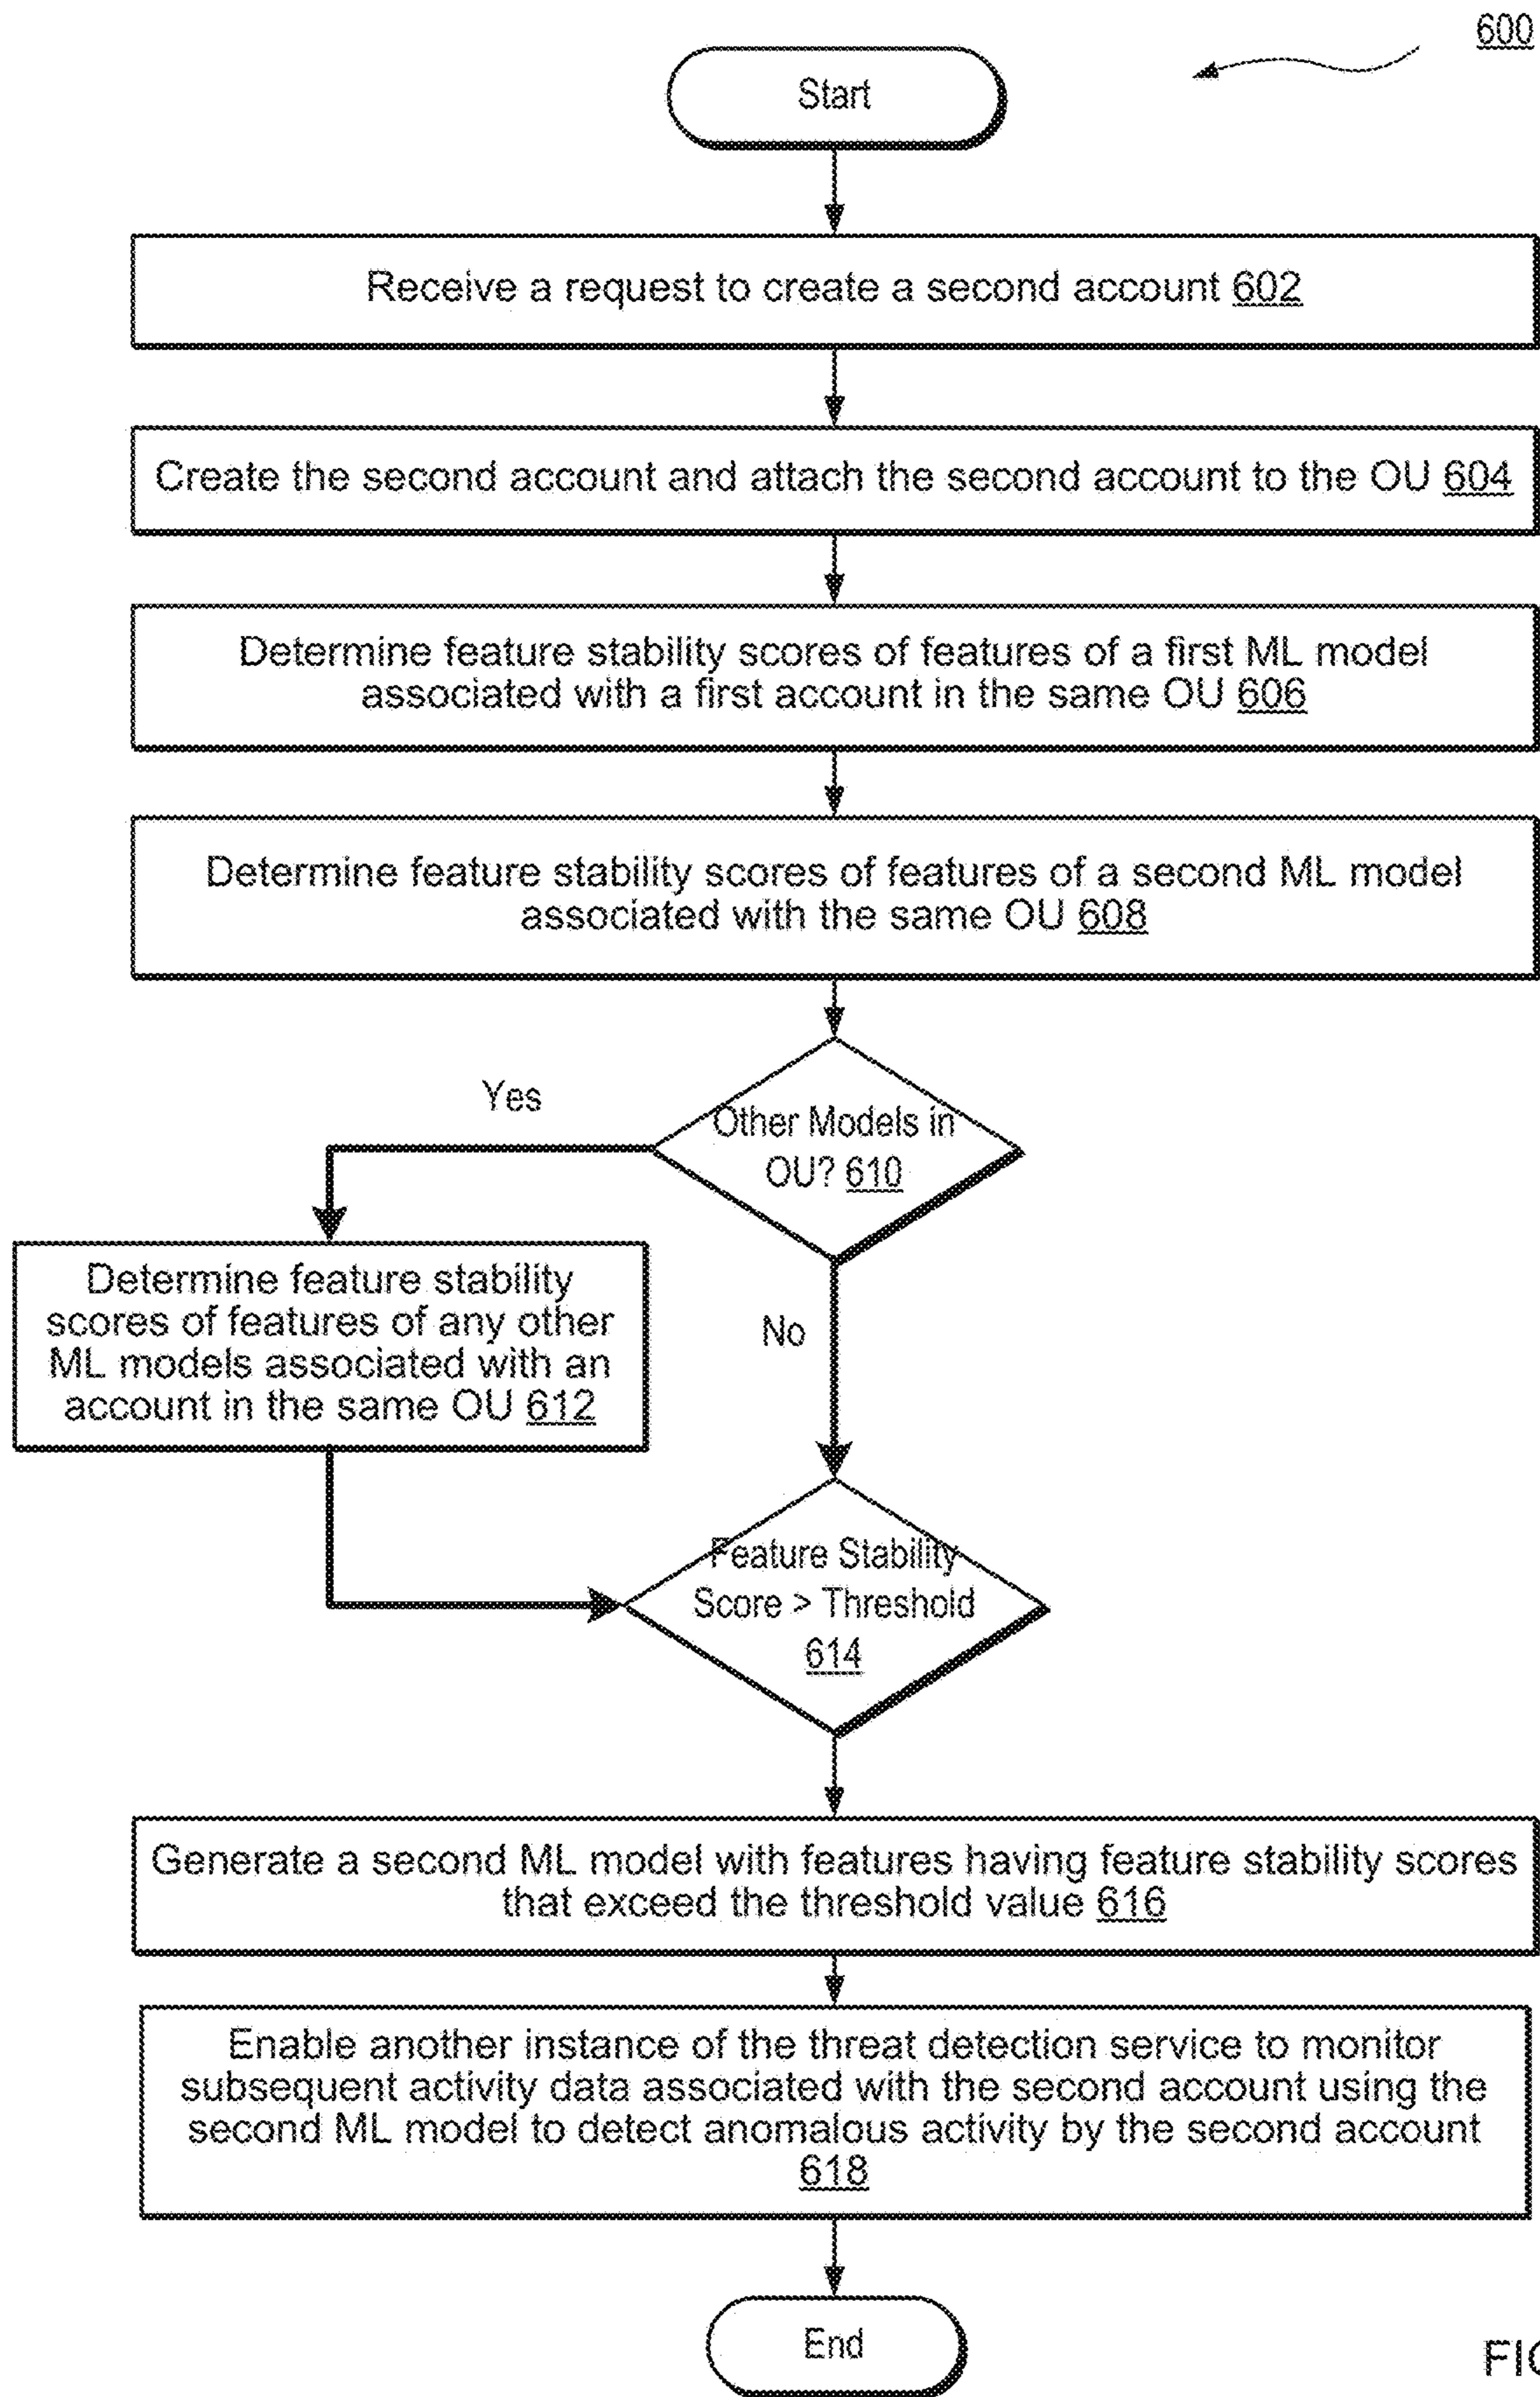 600
Start
Receive a request to create a second account 602
Create the second account and attach the second account to the OU 604
Determine feature stability scores of features of a first ML model
associated with a first account in the same OU 606
Determine feature stability scores of features of a second ML model
associated with the same OU 608
Other Models in
OU? 610
Yes
No
Determine feature stability
scores of features of any other
ML models associated with an
account in the same OU 612
Feature Stability
Score > Threshold
614
Generate a second ML model with features having feature stability scores
that exceed the threshold value 616
Enable another instance of the threat detection service to monitor
subsequent activity data associated with the second account using the
second ML model to detect anomalous activity by the second account
618
End